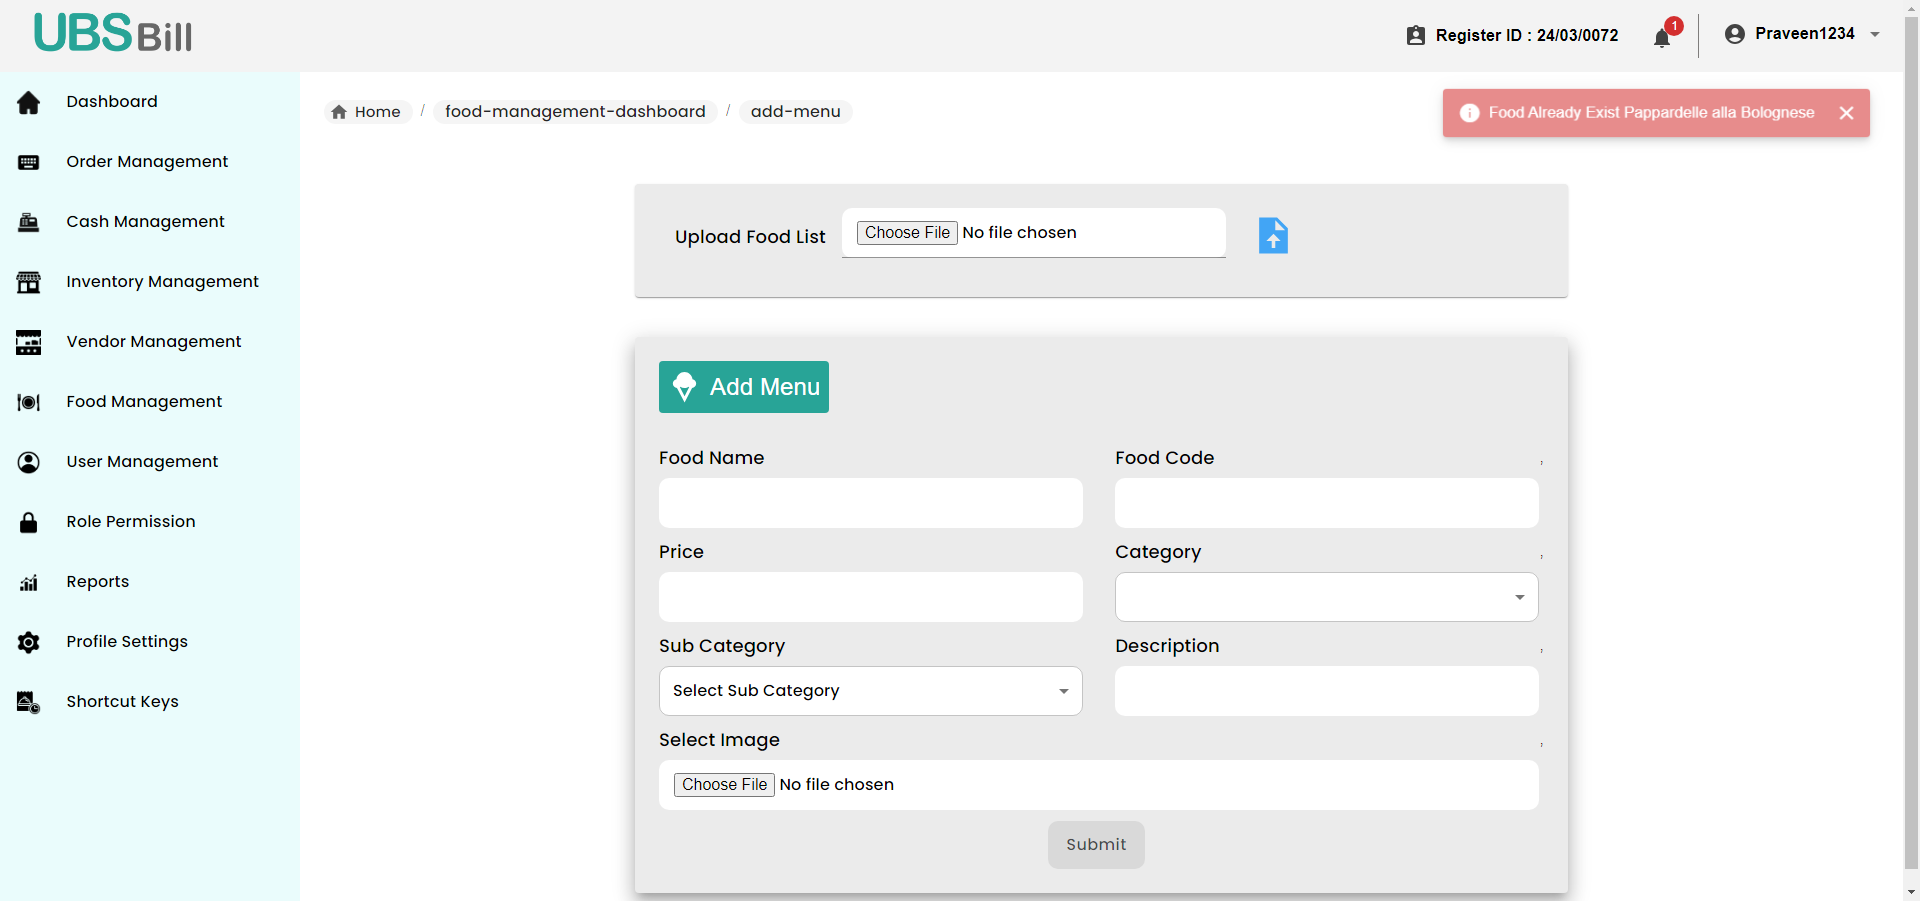 UBS Bill
Register ID : 24/03/0072
1
Praveen1234
Dashboard
Order Management
Cash Management
Inventory Management
Vendor Management
Food Management
User Management
Role Permission
Reports
Profile Settings
Shortcut Keys
Home / food-management-dashboard / add-menu
Food Already Exist Pappardelle alla Bolognese
Upload Food List Choose File No file chosen
Add Menu
Food Name Food Code ,
Price Category ,
Sub Category Description ,
Select Sub Category
Select Image ,
Choose File No file chosen
Submit